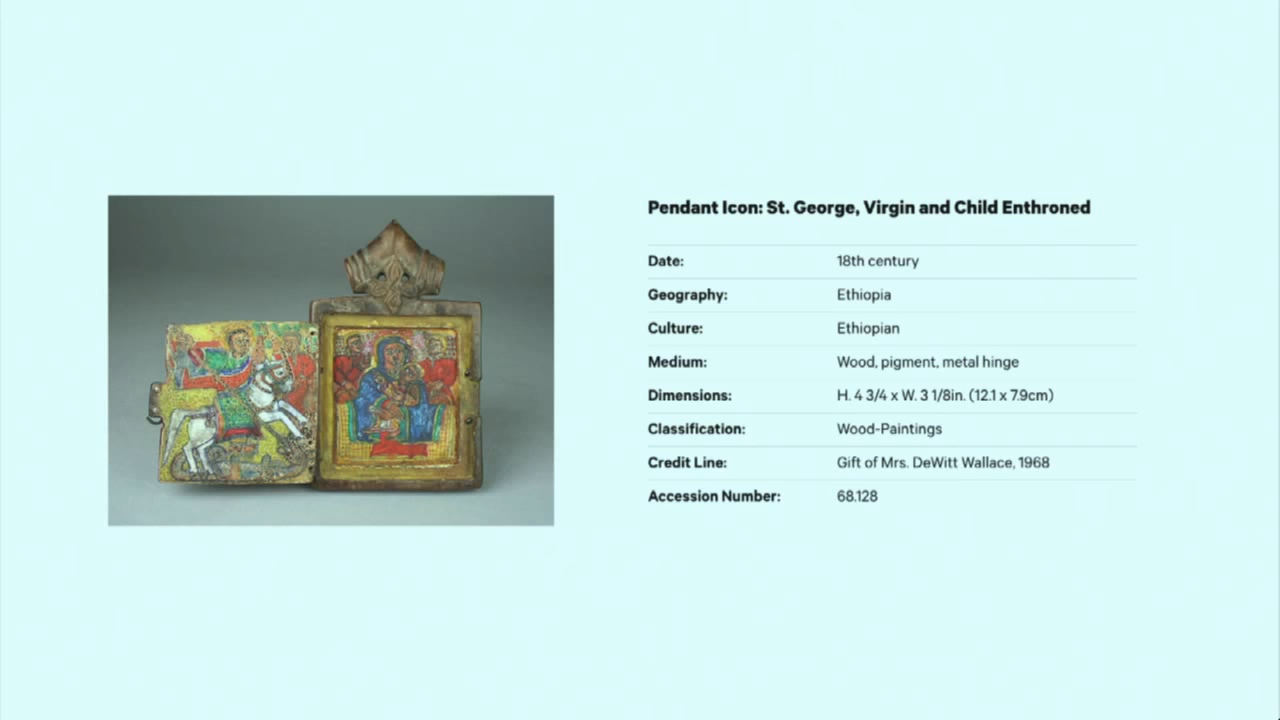 Pendant Icon: St. George, Virgin and Child Enthroned
Date: 18th century
Geography: Ethiopia
Culture: Ethiopian
Medium: Wood, pigment, metal hinge
Dimensions: H. 4 3/4 x W. 3 1/8in. (12.1 x 7.9cm)
Classification: Wood-Paintings
Credit Line: Gift of Mrs. DeWitt Wallace, 1968
Accession Number: 68.128